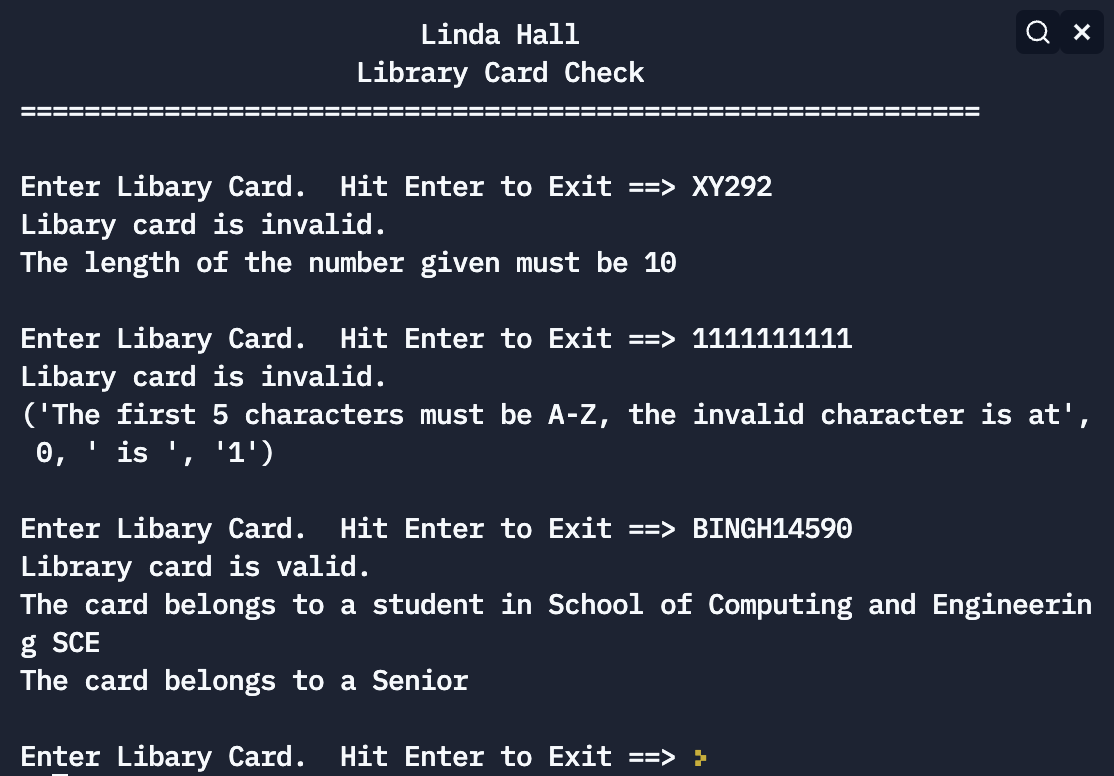 Linda Hall
Library Card Check
============================================================
Enter Libary Card.  Hit Enter to Exit ==> XY292
Libary card is invalid.
The length of the number given must be 10
Enter Libary Card.  Hit Enter to Exit ==> 1111111111
Libary card is invalid.
('The first 5 characters must be A-Z, the invalid character is at',
 0, ' is ', '1')
Enter Libary Card.  Hit Enter to Exit ==> BINGH14590
Library card is valid.
The card belongs to a student in School of Computing and Engineerin
g SCE
The card belongs to a Senior
Enter Libary Card.  Hit Enter to Exit ==>